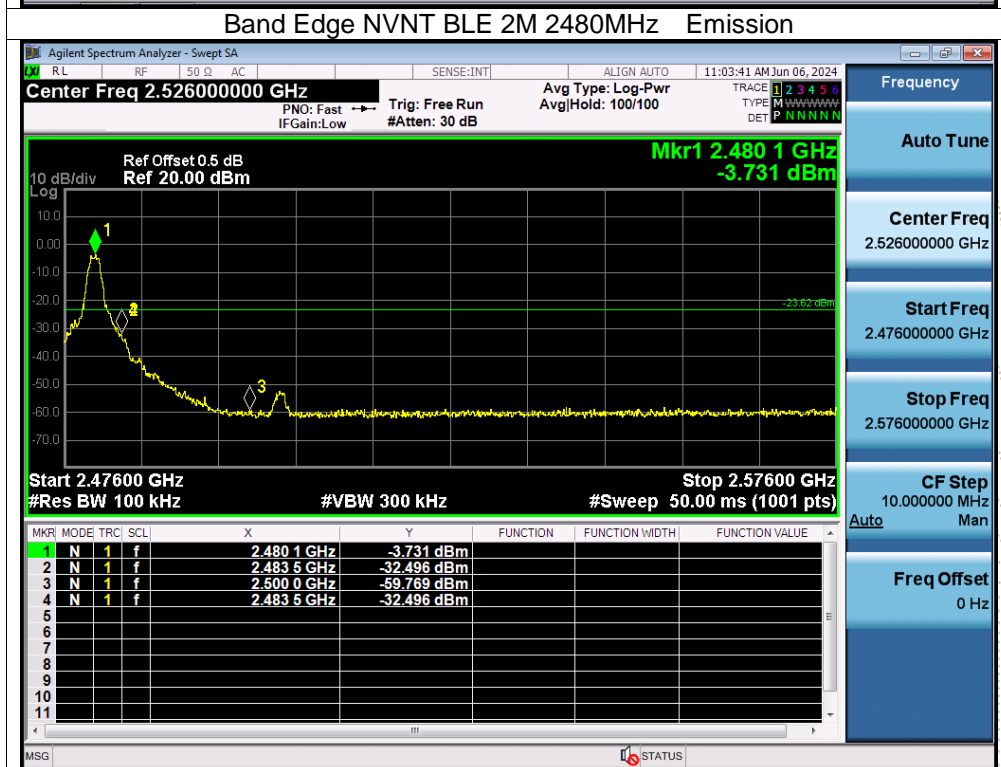 Band Edge NVNT BLE 2M 2480MHz Emission
Agilent Spectrum Analyzer - Swept SA
LXI RL RF 50 Ω AC SENSE:INT ALIGN AUTO 11:03:41 AM Jun 06, 2024
Center Freq 2.526000000 GHz
PNO: Fast
IFGain:Low
Trig: Free Run
#Atten: 30 dB
Avg Type: Log-Pwr
Avg|Hold: 100/100
TRACE 1 2 3 4 5 6
TYPE M WWWWW
DET P N N N N N
Ref Offset 0.5 dB
10 dB/div Ref 20.00 dBm
Log
Mkr1 2.480 1 GHz
-3.731 dBm
10.0
0.00
-10.0
-20.0
-30.0
-40.0
-50.0
-60.0
-70.0
1
3
-23.62 dBm
Start 2.47600 GHz Stop 2.57600 GHz
#Res BW 100 kHz #VBW 300 kHz #Sweep 50.00 ms (1001 pts)
MKR MODE TRC SCL X Y FUNCTION FUNCTION WIDTH FUNCTION VALUE
1 N 1 f 2.480 1 GHz -3.731 dBm
2 N 1 f 2.483 5 GHz -32.496 dBm
3 N 1 f 2.500 0 GHz -59.769 dBm
4 N 1 f 2.483 5 GHz -32.496 dBm
5
6
7
8
9
10
11
MSG STATUS
Frequency
Auto Tune
Center Freq
2.526000000 GHz
Start Freq
2.476000000 GHz
Stop Freq
2.576000000 GHz
CF Step
10.000000 MHz
Auto Man
Freq Offset
0 Hz